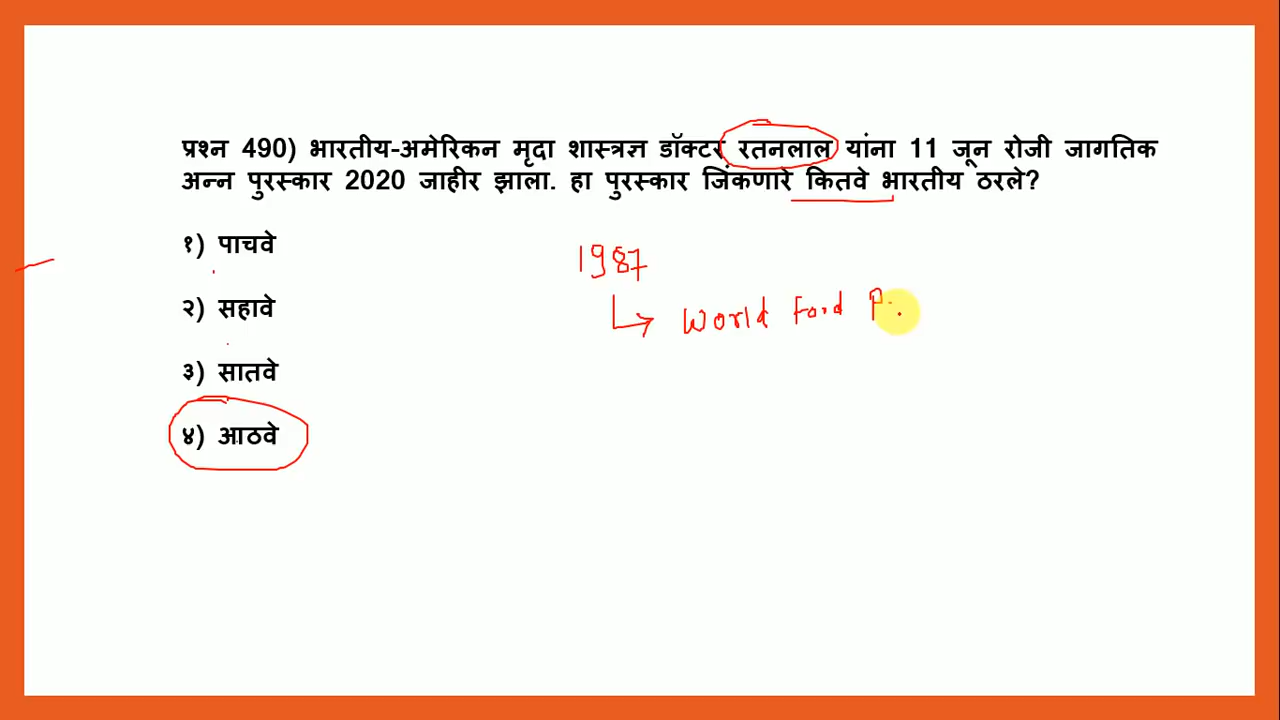 प्रश्न 490) भारतीय-अमेरिकन मृदा शास्त्रज्ञ डॉक्टर रतनलाल यांना 11 जून रोजी जागतिक
अन्न पुरस्कार 2020 जाहीर झाला. हा पुरस्कार जिंकणारे कितवे भारतीय ठरले?
१) पाचवे
1987
२) सहावे
World Food P
३) सातवे
४) आठवे